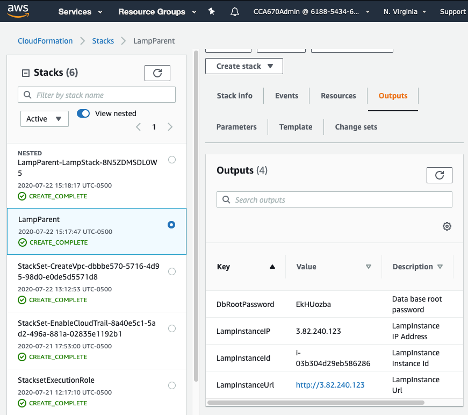 aws
Services
Resource Groups
CCA670Admin @ 6188-5434-6...
N. Virginia
Support
CloudFormation
Stacks
LampParent
Stacks (6)
Filter by stack name
Active
View nested
1
NESTED
LampParent-LampStack-8N5ZDMSDL0W
5
2020-07-22 15:18:17 UTC-0500
CREATE_COMPLETE
LampParent
2020-07-22 15:17:47 UTC-0500
CREATE_COMPLETE
StackSet-CreateVpc-dbbbe570-5716-4d9
5-98d0-e0de5d5571d8
2020-07-22 13:12:53 UTC-0500
CREATE_COMPLETE
StackSet-EnableCloudTrail-8a40e5c1-5a
d2-496a-881a-02835e1192b1
2020-07-21 17:53:00 UTC-0500
CREATE_COMPLETE
StacksetExecutionRole
2020-07-21 12:17:10 UTC-0500
CREATE_COMPLETE
Create stack
Stack info
Events
Resources
Outputs
Parameters
Template
Change sets
Outputs (4)
Search outputs
Key
Value
Description
DbRootPassword
EkHUozba
Data base root
password
LampInstanceIP
3.82.240.123
LampInstance
IP Address
LampInstanceId
i-
03b304d29eb586286
LampInstance
Instance Id
LampInstanceUrl
http://3.82.240.123
LampInstance
Url